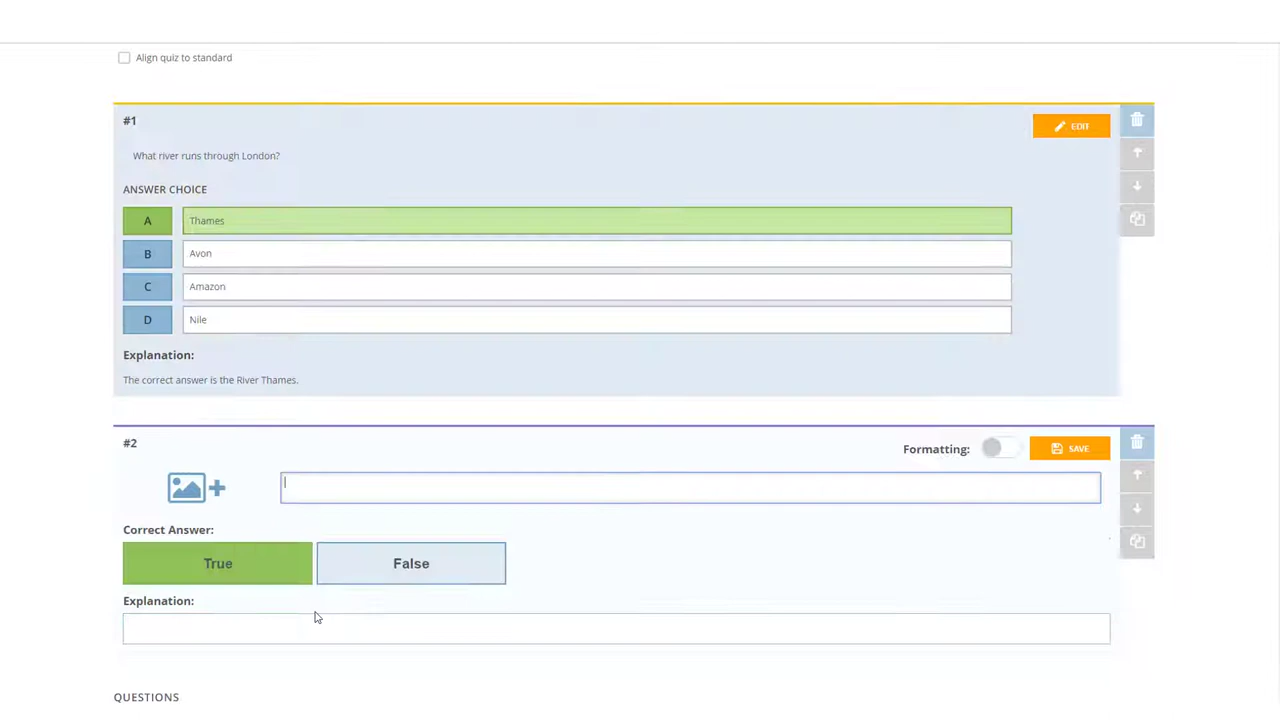 Align quiz to standard
#1
EDIT
What river runs through London?
ANSWER CHOICE
A Thames
B Avon
C Amazon
D Nile
Explanation:
The correct answer is the River Thames.
#2
Formatting: SAVE
Correct Answer:
True False
Explanation:
QUESTIONS